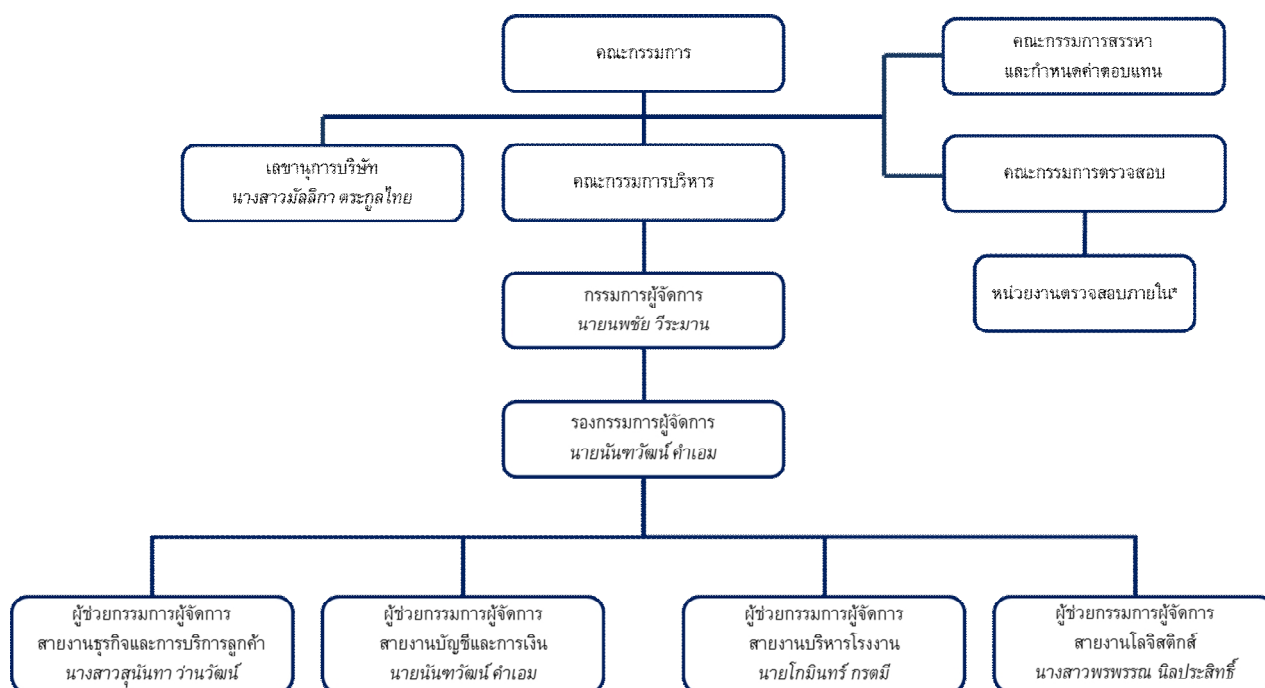 คณะกรรมการ
คณะกรรมการสรรหา
และกำหนดค่าตอบแทน
เลขานุการบริษัท
นางสาวมัลลิกา ตระกูลไทย
คณะกรรมการบริหาร
คณะกรรมการตรวจสอบ
หน่วยงานตรวจสอบภายใน*
กรรมการผู้จัดการ
นายนพชัย วีระมาน
รองกรรมการผู้จัดการ
นายนันฑวัฒน์ คำเอม
ผู้ช่วยกรรมการผู้จัดการ
สายงานธุรกิจและการบริการลูกค้า
นางสาวสุนันทา ว่านวัฒน์
ผู้ช่วยกรรมการผู้จัดการ
สายงานบัญชีและการเงิน
นายนันฑวัฒน์ คำเอม
ผู้ช่วยกรรมการผู้จัดการ
สายงานบริหารโรงงาน
นายโกมินทร์ กรตมี
ผู้ช่วยกรรมการผู้จัดการ
สายงานโลจิสติกส์
นางสาวพรพรรณ นิลประสิทธิ์